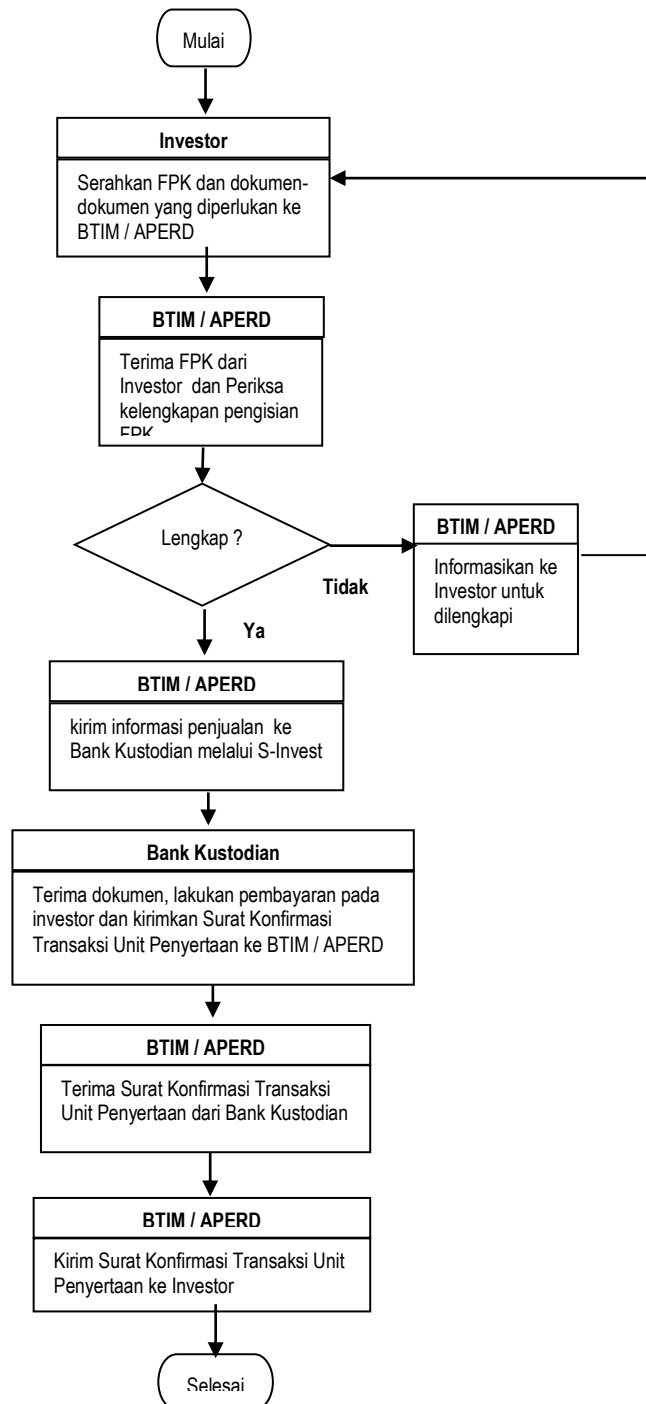 Mulai
Investor
Serahkan FPK dan dokumen-
dokumen yang diperlukan ke
BTIM / APERD
BTIM / APERD
Terima FPK dari
Investor dan Periksa
kelengkapan pengisian
FPK
Lengkap ?
Tidak
BTIM / APERD
Informasikan ke
Investor untuk
dilengkapi
Ya
BTIM / APERD
kirim informasi penjualan ke
Bank Kustodian melalui S-Invest
Bank Kustodian
Terima dokumen, lakukan pembayaran pada
investor dan kirimkan Surat Konfirmasi
Transaksi Unit Penyertaan ke BTIM / APERD
BTIM / APERD
Terima Surat Konfirmasi Transaksi
Unit Penyertaan dari Bank Kustodian
BTIM / APERD
Kirim Surat Konfirmasi Transaksi Unit
Penyertaan ke Investor
Selesai